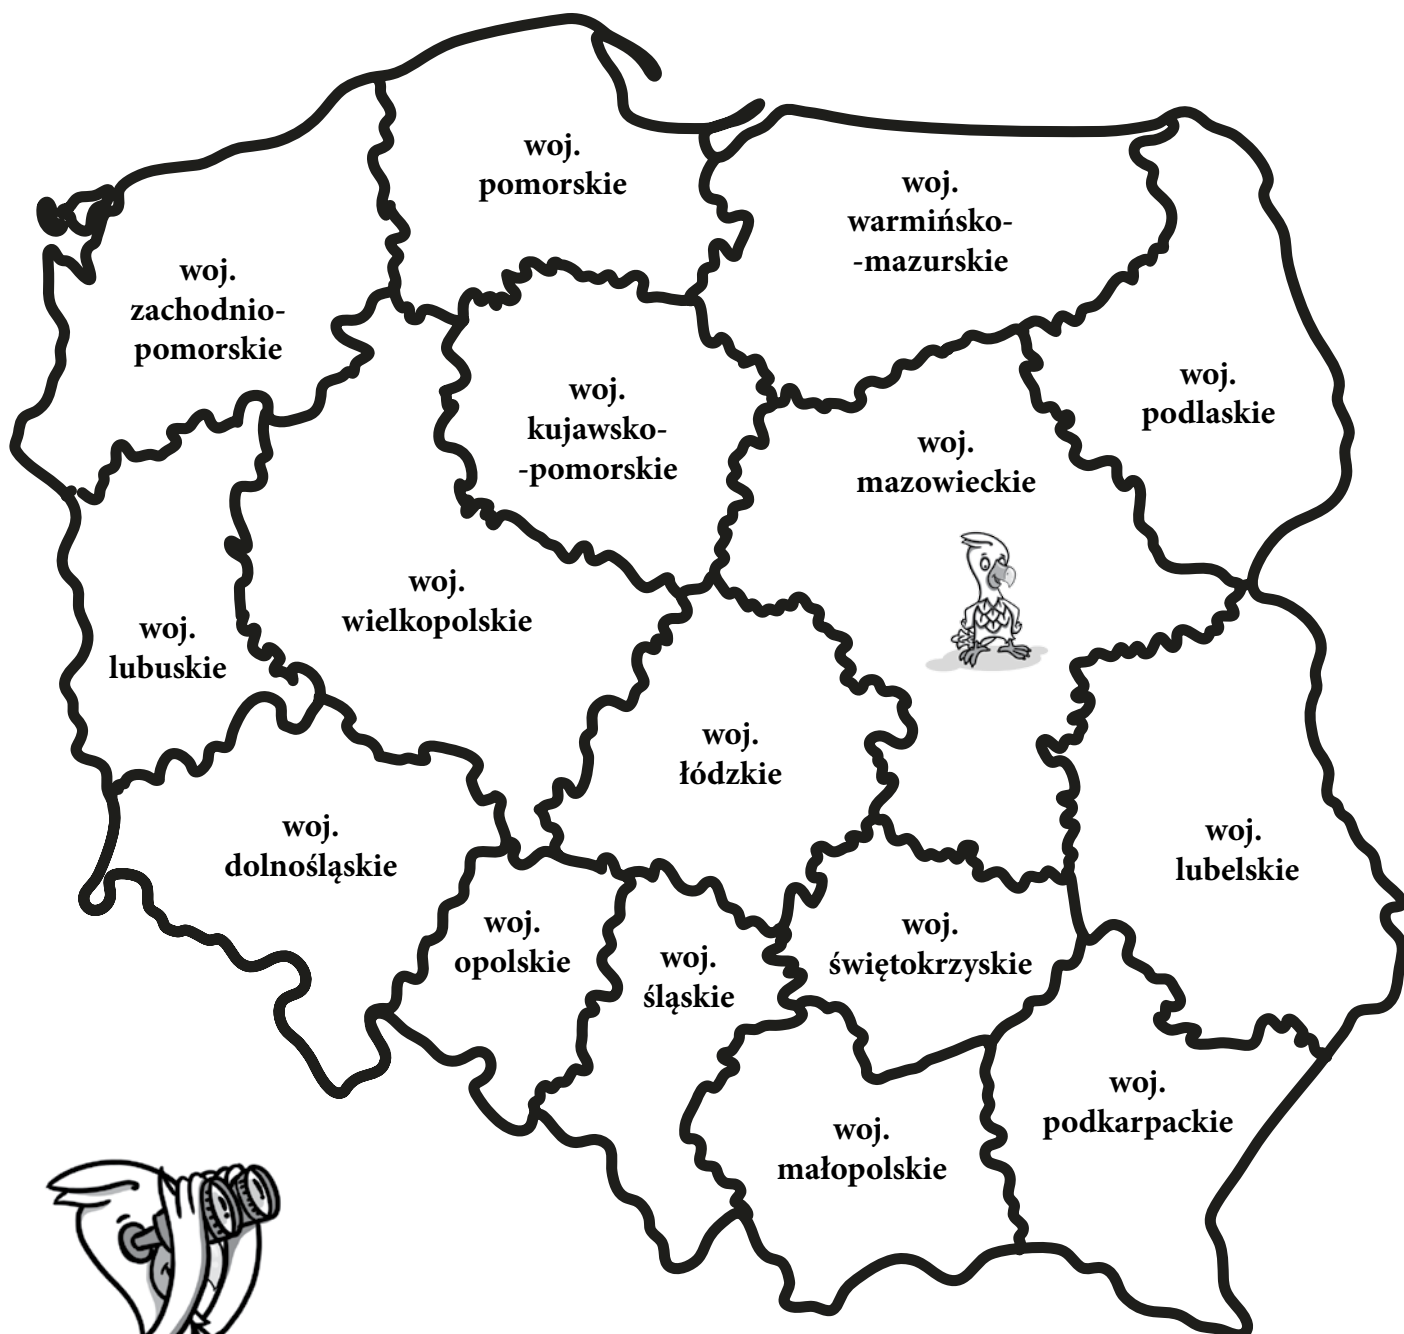 woj.
pomorskie
woj.
warmińsko-
-mazurskie
woj.
zachodnio-
pomorskie
woj.
kujawsko-
-pomorskie
woj.
podlaskie
woj.
mazowieckie
woj.
wielkopolskie
woj.
lubuskie
woj.
łódzkie
woj.
dolnośląskie
woj.
lubelskie
woj.
opolskie
woj.
śląskie
woj.
świętokrzyskie
woj.
podkarpackie
woj.
małopolskie